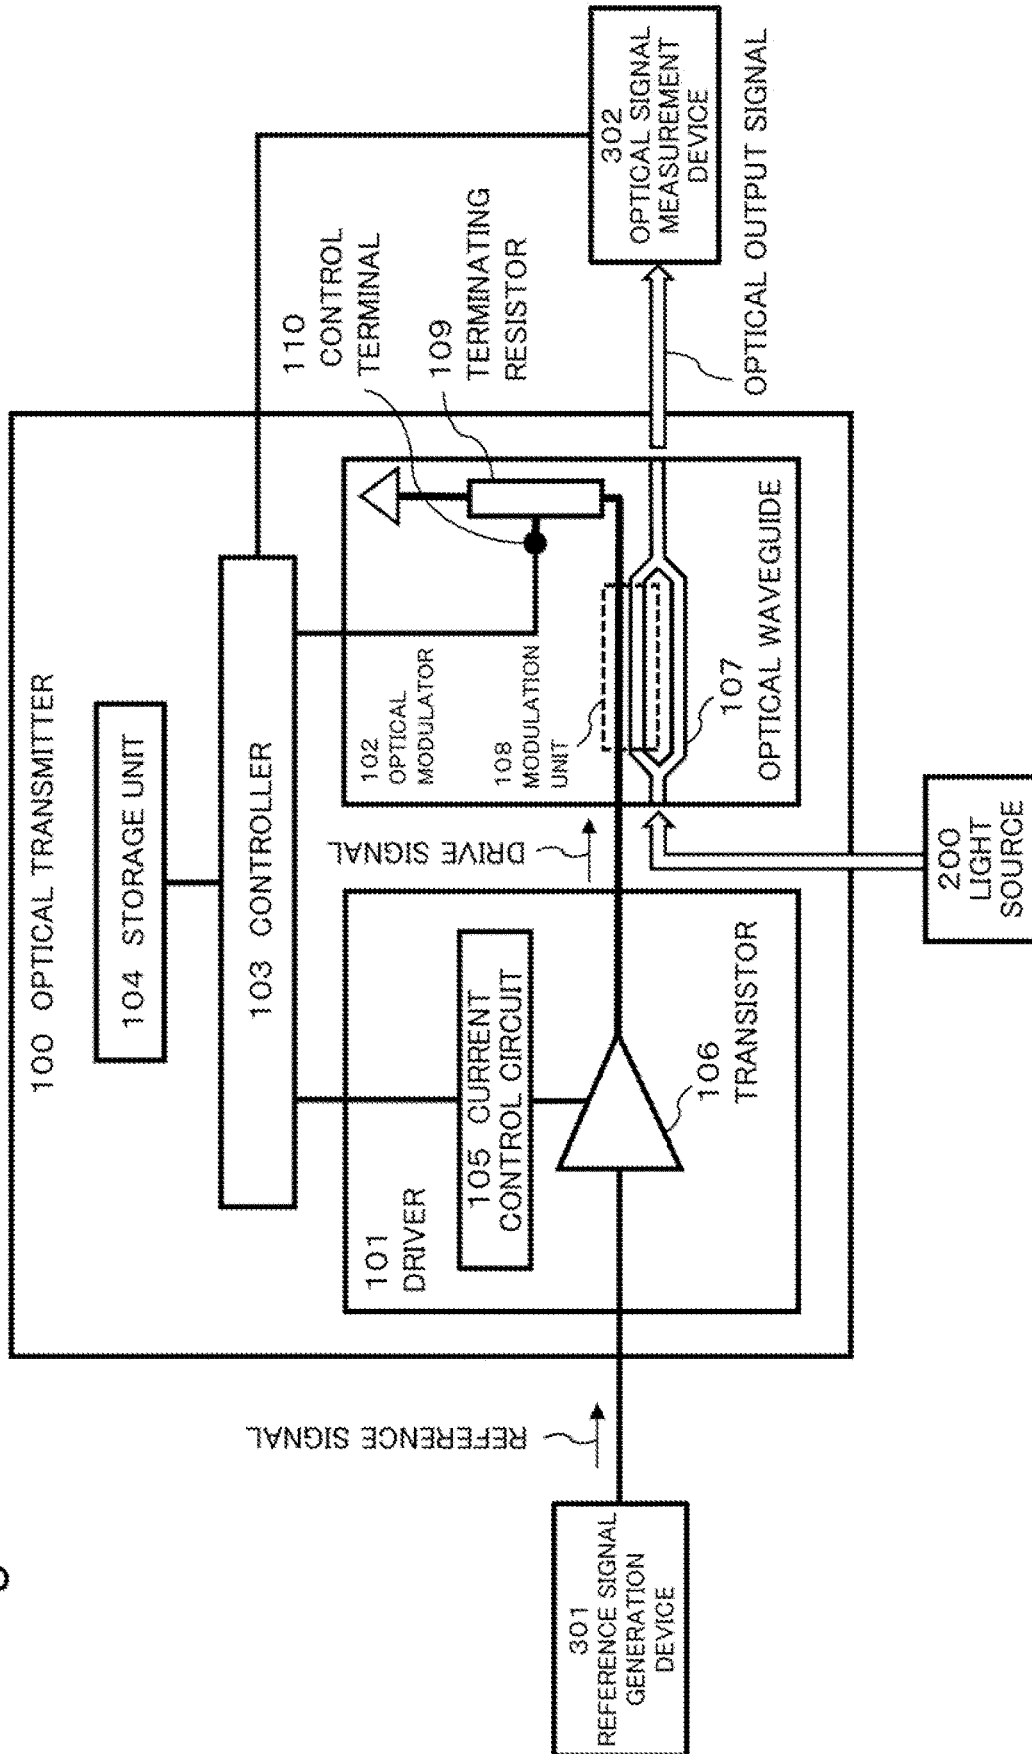 100 OPTICAL TRANSMITTER
104 STORAGE UNIT
103 CONTROLLER
110
CONTROL
TERMINAL
109
TERMINATING
RESISTOR
101
DRIVER
105 CURRENT
CONTROL CIRCUIT
106
TRANSISTOR
102
OPTICAL
MODULATOR
108
MODULATION
UNIT
107
OPTICAL WAVEGUIDE
REFERENCE SIGNAL
DRIVE SIGNAL
301
REFERENCE SIGNAL
GENERATION
DEVICE
200
LIGHT
SOURCE
302
OPTICAL SIGNAL
MEASUREMENT
DEVICE
OPTICAL OUTPUT SIGNAL